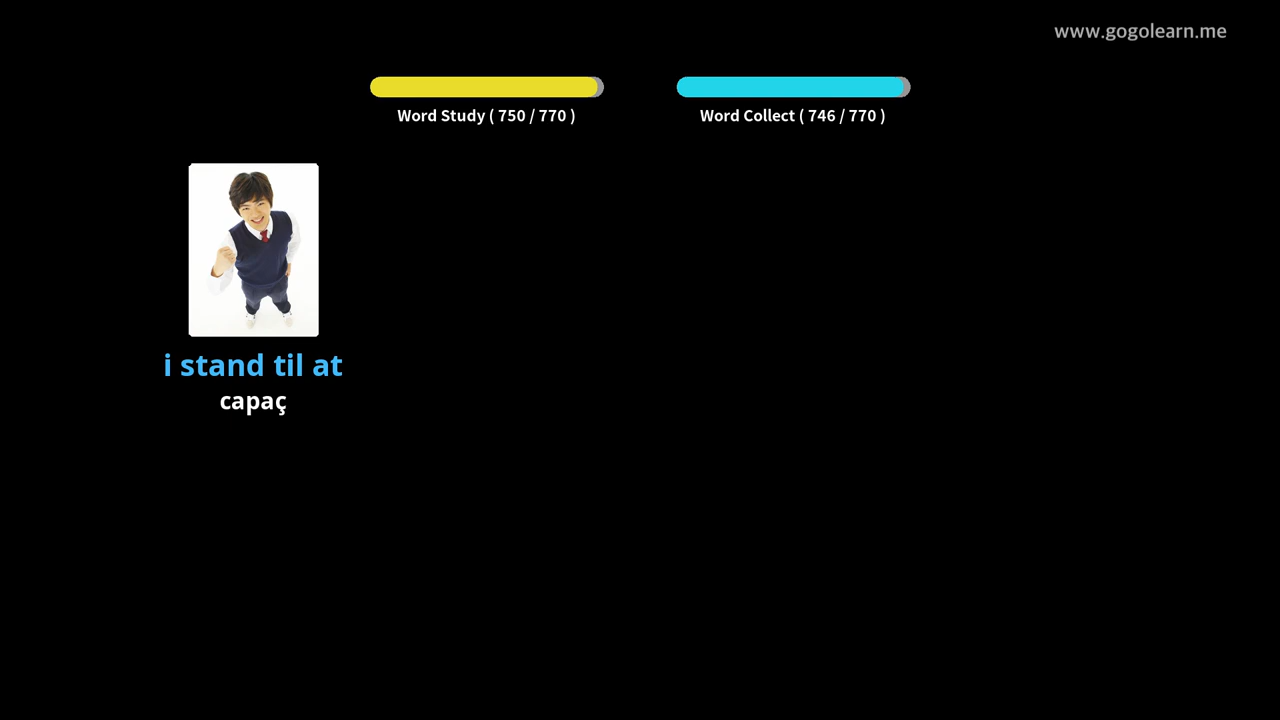 www.gogolearn.me
Word Study ( 750 / 770 )
Word Collect ( 746 / 770 )
i stand til at
capaç